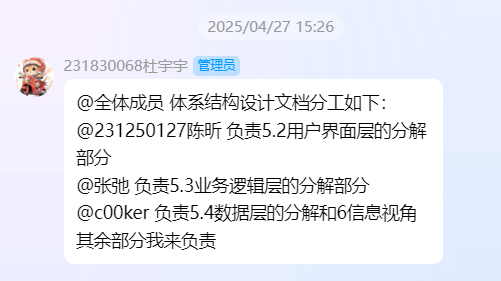 2025/04/27 15:26
231830068杜宇宇 管理员
@全体成员 体系结构设计文档分工如下：
@231250127陈昕 负责5.2用户界面层的分解
部分
@张弛 负责5.3业务逻辑层的分解部分
@c00ker 负责5.4数据层的分解和6信息视角
其余部分我来负责